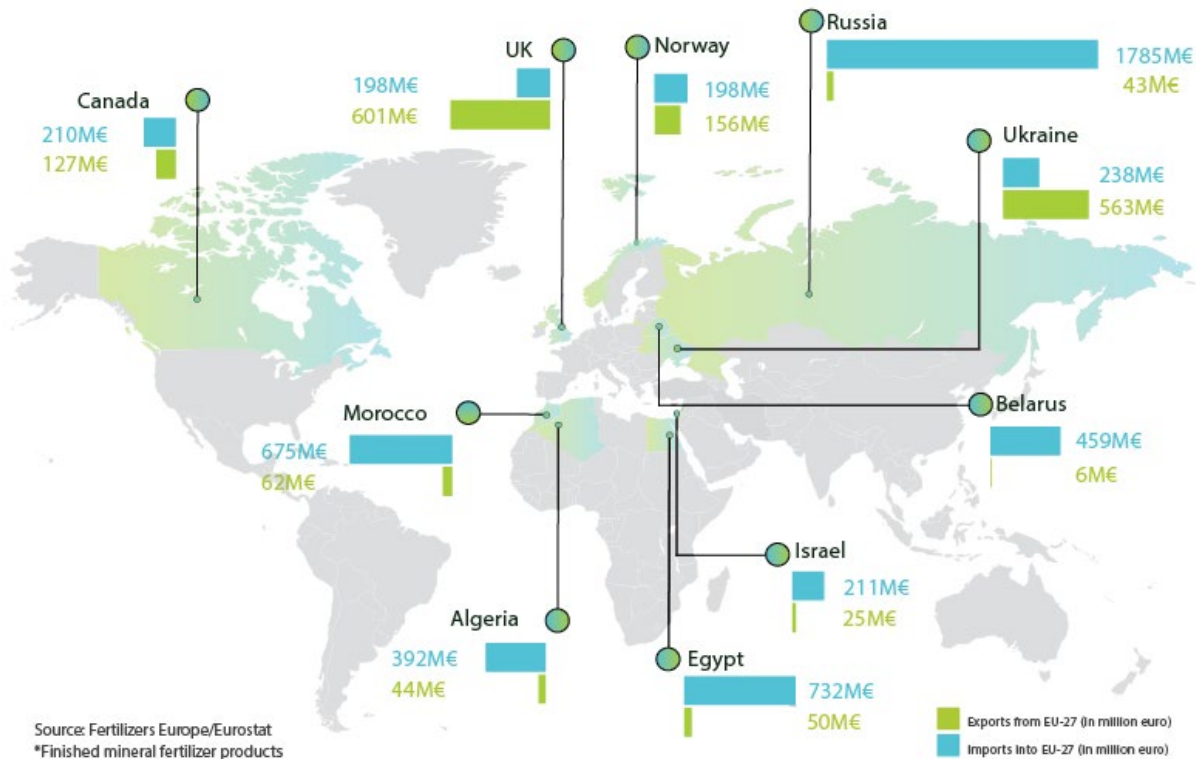 Russia
1785M€
43M€
UK
198M€
601M€
Norway
198M€
156M€
Canada
210M€
127M€
Ukraine
238M€
563M€
Morocco
675M€
62M€
Belarus
459M€
6M€
Israel
211M€
25M€
Algeria
392M€
44M€
Egypt
732M€
50M€
Source: Fertilizers Europe/Eurostat
*Finished mineral fertilizer products
Exports from EU-27 (in million euro)
Imports into EU-27 (in million euro)